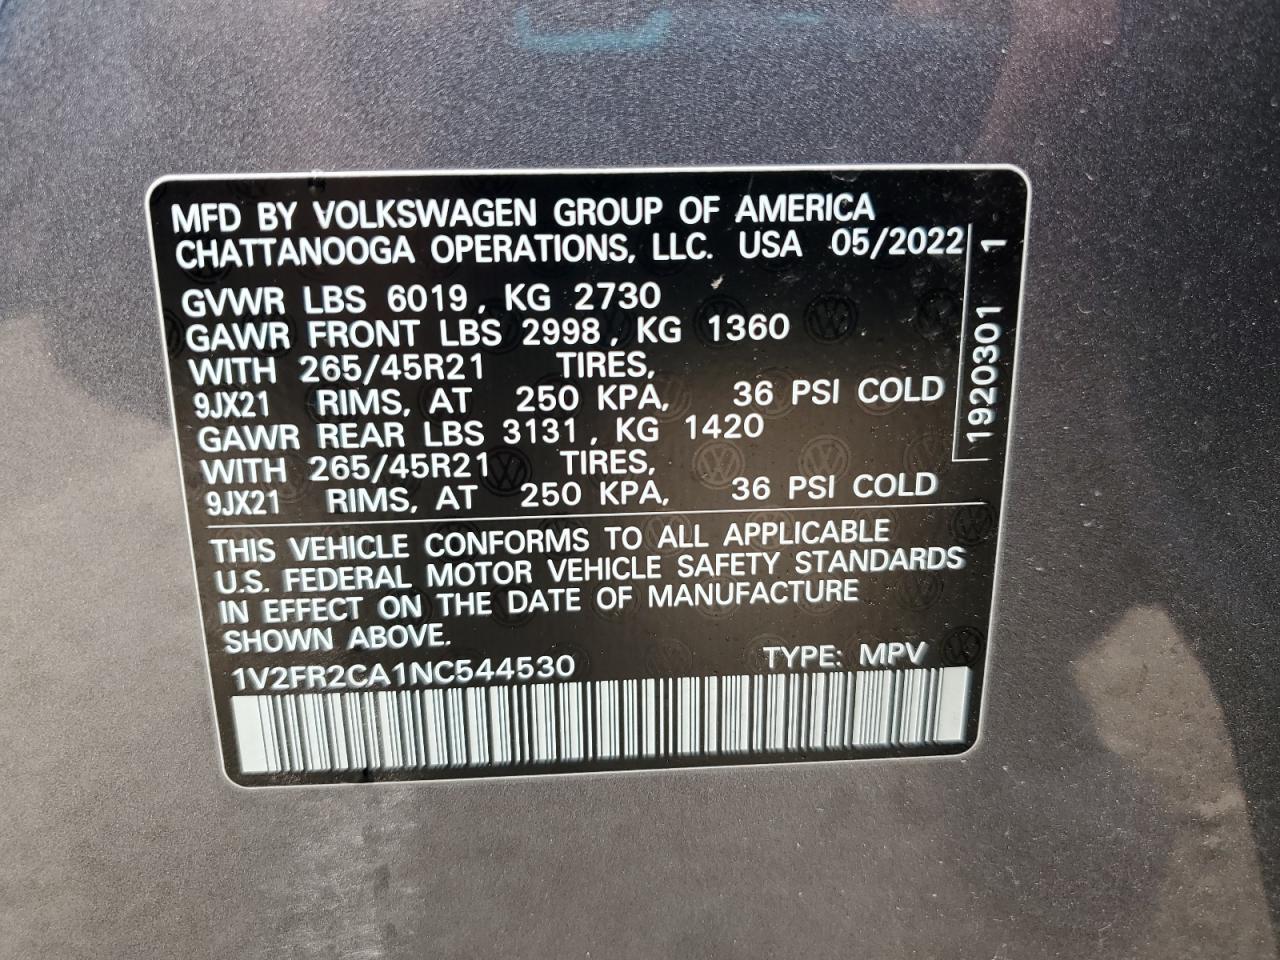 MFD BY VOLKSWAGEN GROUP OF AMERICA
CHATTANOOGA OPERATIONS, LLC. USA 05/2022
GVWR LBS 6019, KG 2730
GAWR FRONT LBS 2998, KG 1360
WITH 265/45R21 TIRES,
9JX21 RIMS, AT 250 KPA, 36 PSI COLD
GAWR REAR LBS 3131, KG 1420
WITH 265/45R21 TIRES,
9JX21 RIMS, AT 250 KPA, 36 PSI COLD
1920301 1
THIS VEHICLE CONFORMS TO ALL APPLICABLE
U.S. FEDERAL MOTOR VEHICLE SAFETY STANDARDS
IN EFFECT ON THE DATE OF MANUFACTURE
SHOWN ABOVE.
1V2FR2CA1NC544530 TYPE: MPV